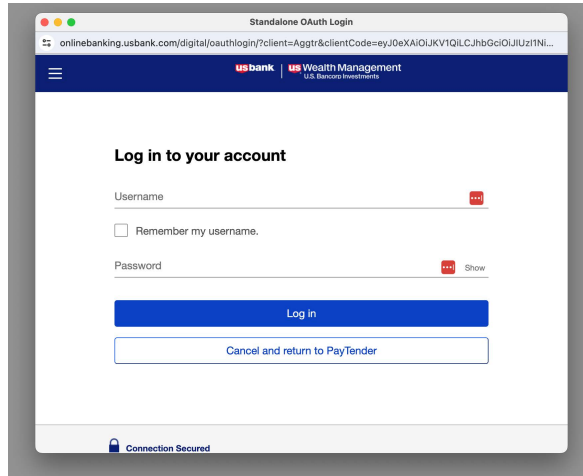 Standalone OAuth Login
onlinebanking.usbank.com/digital/oauthlogin/?client=Aggtr&clientCode=eyJ0eXAiOiJKV1QiLCJhbGciOiJIUzI1Ni...
usbank | us Wealth Management
U.S. Bancorp Investments
Log in to your account
Username
Remember my username.
Password
Show
Log in
Cancel and return to PayTender
Connection Secured